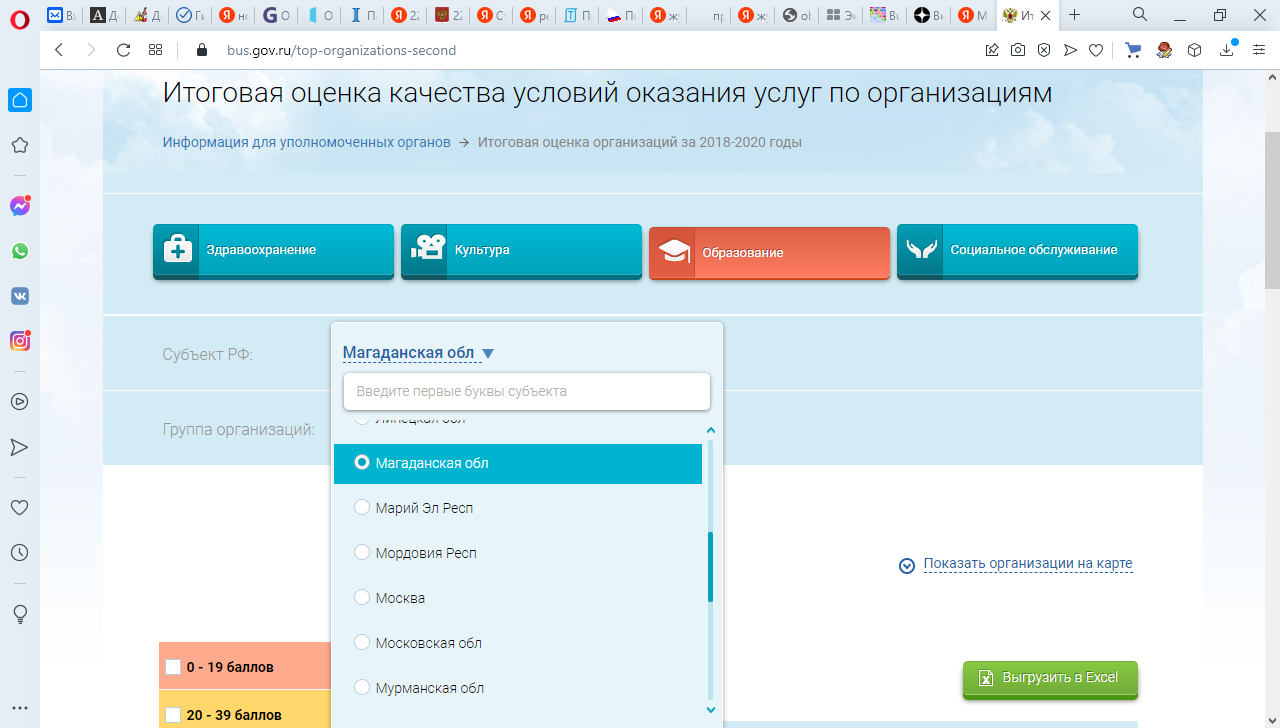 bus.gov.ru/top-organizations-second
Итоговая оценка качества условий оказания услуг по организациям
Информация для уполномоченных органов → Итоговая оценка организаций за 2018-2020 годы
Здравоохранение
Культура
Образование
Социальное обслуживание
Субъект РФ:
Магаданская обл
Введите первые буквы субъекта
Группа организаций:
Липецкая обл
Магаданская обл
Марий Эл Респ
Мордовия Респ
Москва
Московская обл
Мурманская обл
Показать организации на карте
0 - 19 баллов
Выгрузить в Excel
20 - 39 баллов